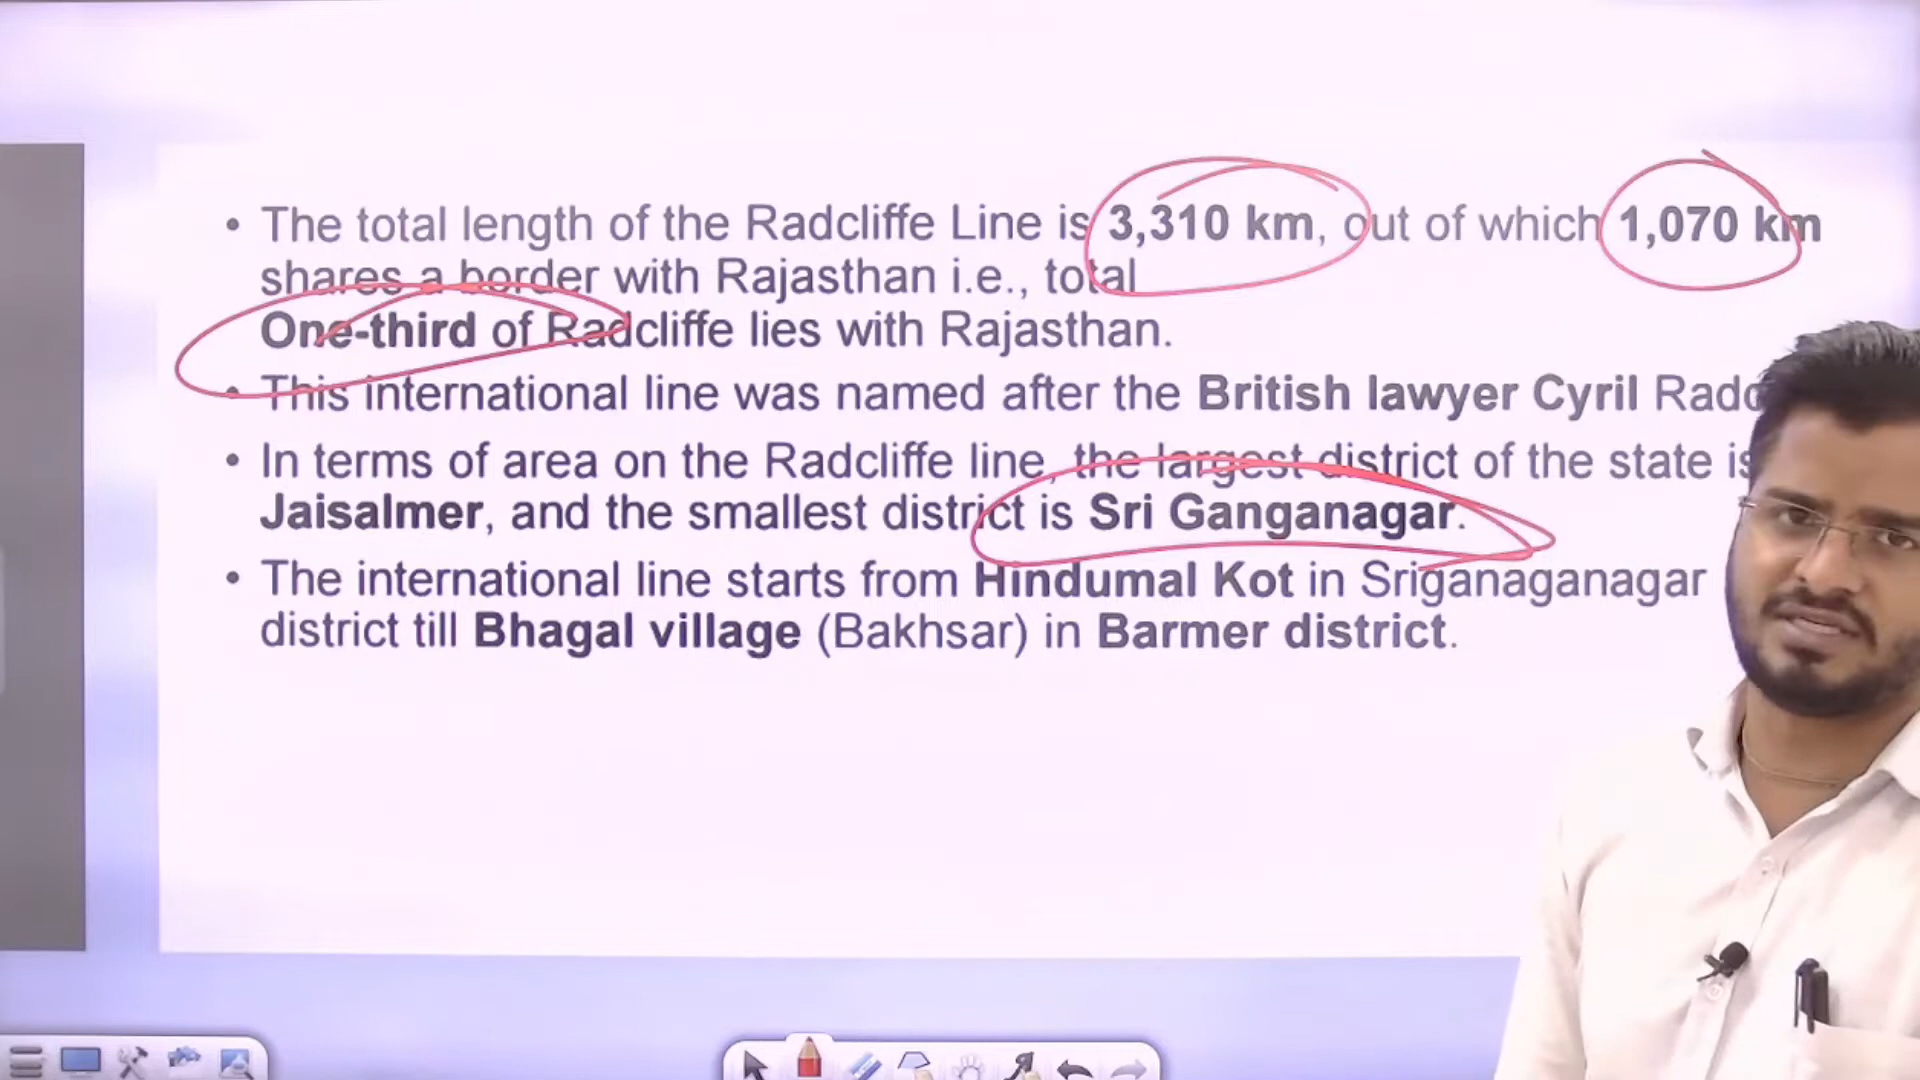 • The total length of the Radcliffe Line is 3,310 km, out of which 1,070 km
shares a border with Rajasthan i.e., total
One-third of Radcliffe lies with Rajasthan.
• This international line was named after the British lawyer Cyril
• In terms of area on the Radcliffe line, the largest district of the state is
Jaisalmer, and the smallest district is Sri Ganganagar.
• The international line starts from Hindumal Kot in Sriganaganagar
district till Bhagal village (Bakhsar) in Barmer district.